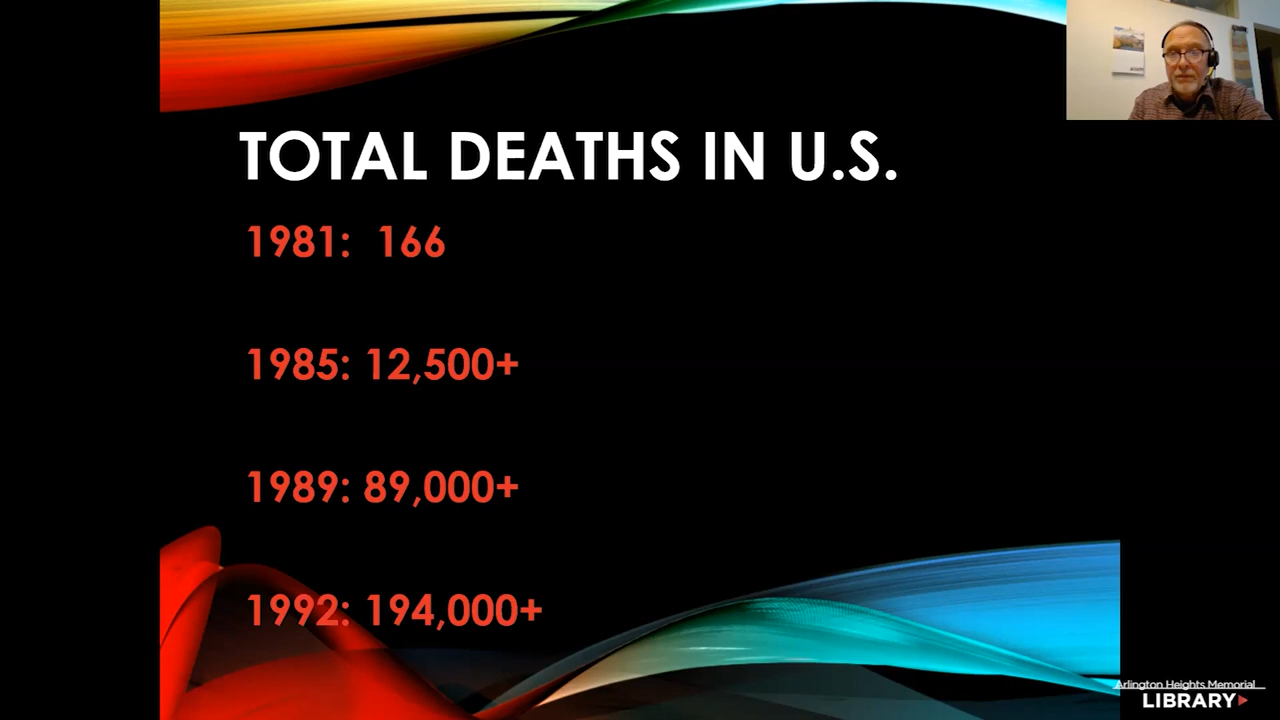 TOTAL DEATHS IN U.S.
1981: 166
1985: 12,500+
1989: 89,000+
1992: 194,000+
Arlington Heights Memorial
LIBRARY